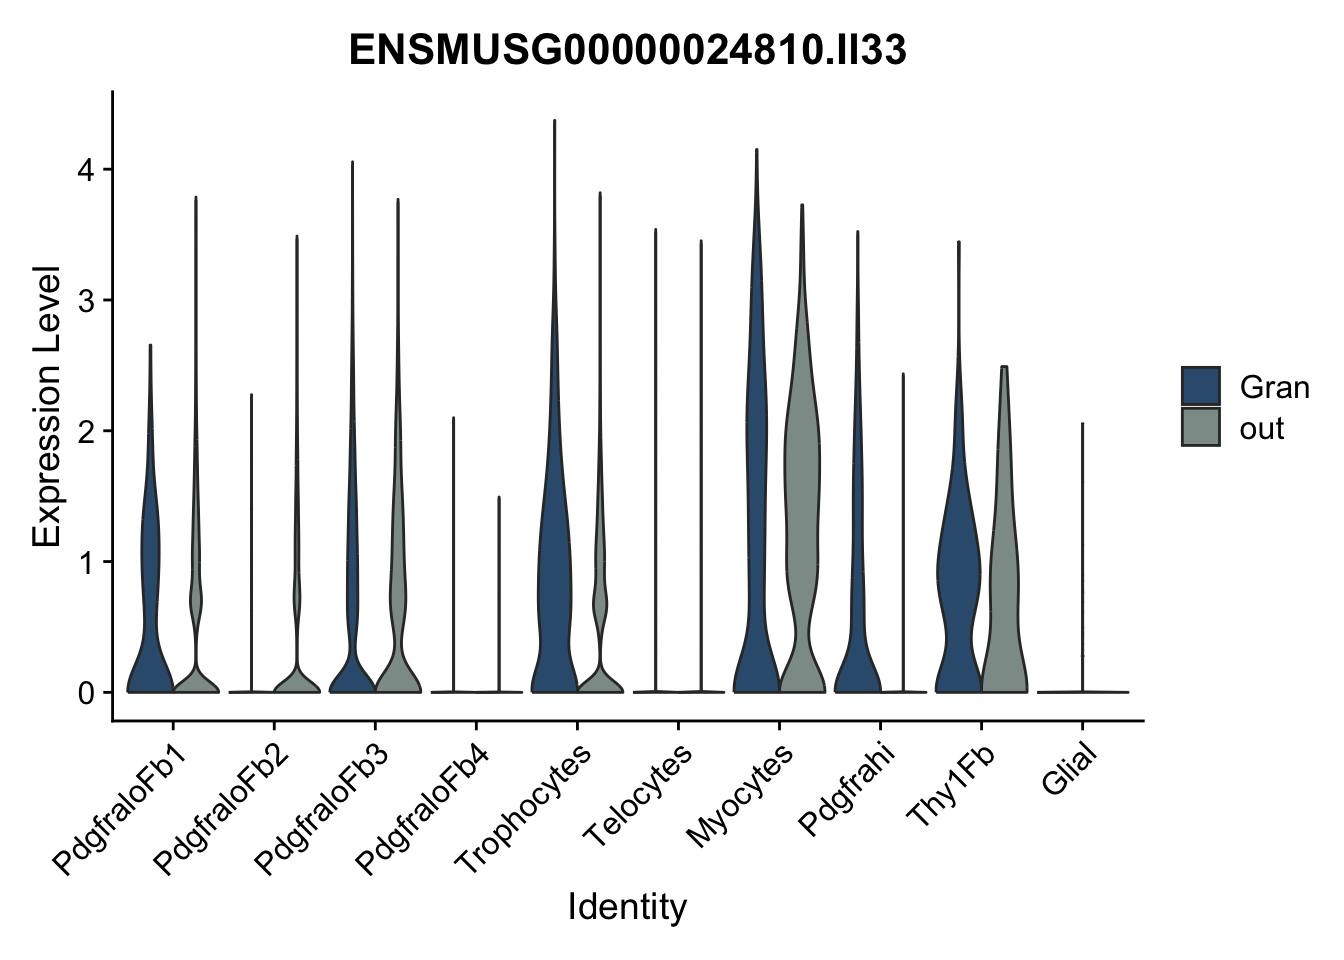 ENSMUSG00000024810.Il33
Expression Level
4
3
2
1
0
PdgfraloFb1
PdgfraloFb2
PdgfraloFb3
PdgfraloFb4
Trophocytes
Telocytes
Myocytes
Pdgfrahi
Thy1Fb
Glial
Identity
Gran
out